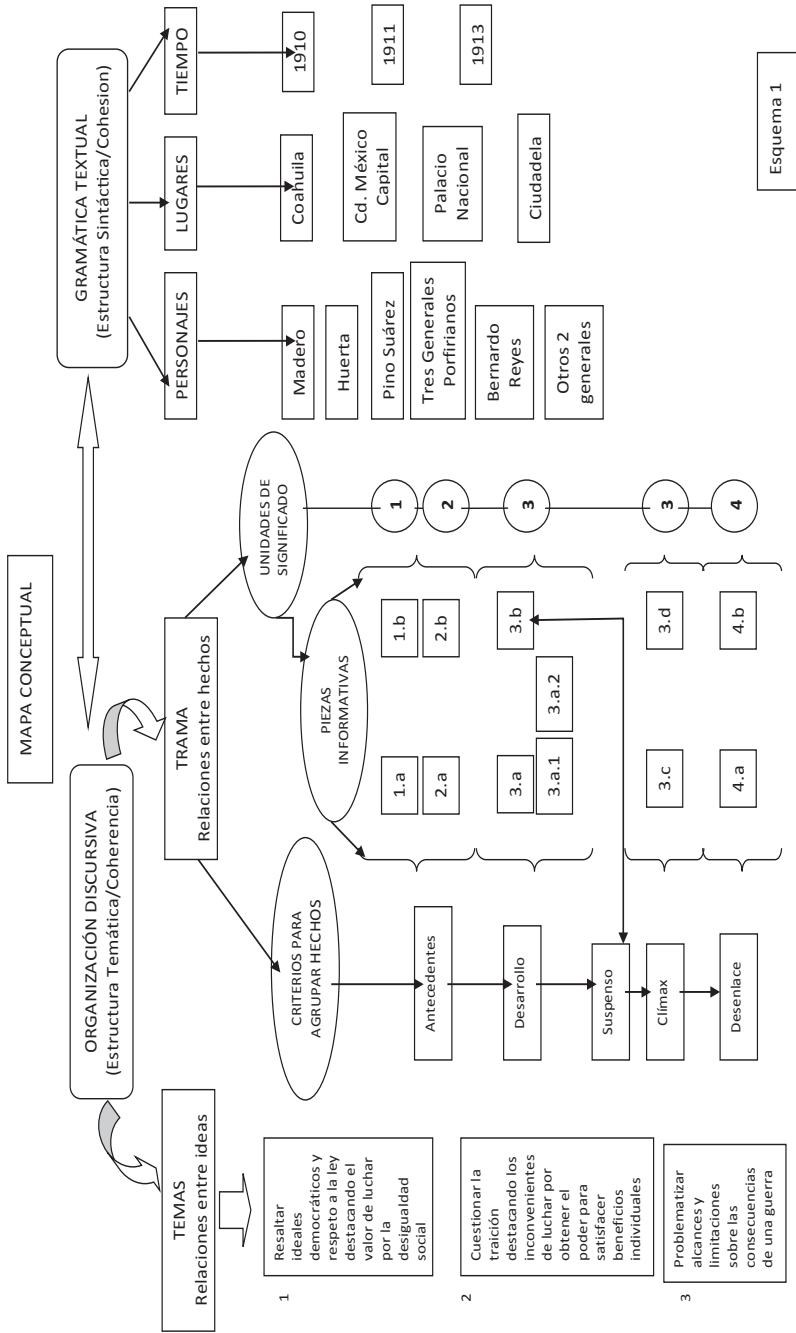 MAPA CONCEPTUAL
ORGANIZACIÓN DISCURSIVA
(Estructura Temática/Coherencia)
GRAMÁTICA TEXTUAL
(Estructura Sintáctica/Cohesion)
TEMAS
Relaciones entre ideas
TRAMA
Relaciones entre hechos
PERSONAJES
LUGARES
TIEMPO
1
Resaltar
ideales
democráticos y
respeto a la ley
destacando el
valor de luchar
por la
desigualdad
social
2
Cuestionar la
traición
destacando los
inconvenientes
de luchar por
obtener el
poder para
satisfacer
beneficios
individuales
3
Problematizar
alcances y
limitaciones
sobre las
consecuencias
de una guerra
CRITERIOS PARA
AGRUPAR HECHOS
Antecedentes
Desarrollo
Suspenso
Clímax
Desenlace
PIEZAS
INFORMATIVAS
1.a
1.b
2.a
2.b
3.a
3.b
3.a.1
3.a.2
3.c
3.d
4.a
4.b
UNIDADES DE
SIGNIFICADO
1
2
3
3
4
Madero
Huerta
Pino Suárez
Tres Generales
Porfirianos
Bernardo
Reyes
Otros 2
generales
Coahuila
Cd. México
Capital
Palacio
Nacional
Ciudadela
1910
1911
1913
Esquema 1